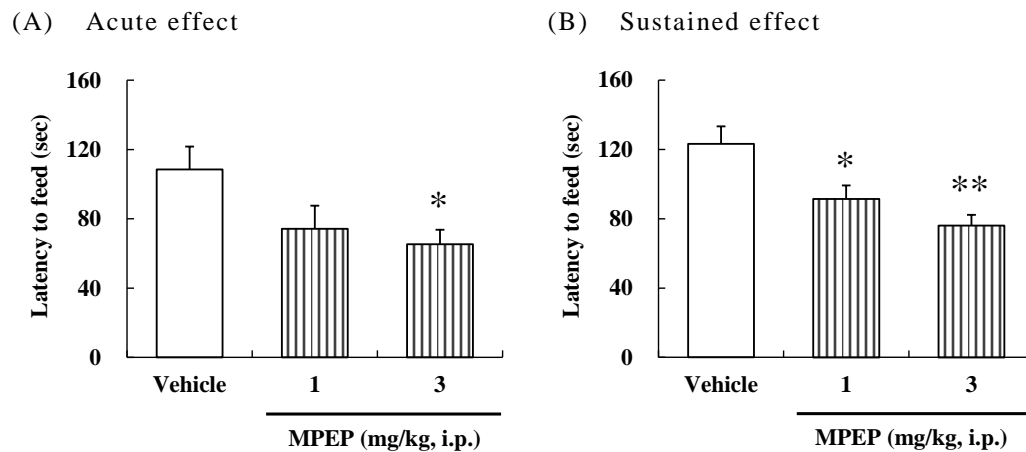 (A) Acute effect
160
120
80
40
0
Latency to feed (sec)
*
Vehicle 1 3
MPEP (mg/kg, i.p.)
(B) Sustained effect
160
120
80
40
0
Latency to feed (sec)
*
**
Vehicle 1 3
MPEP (mg/kg, i.p.)